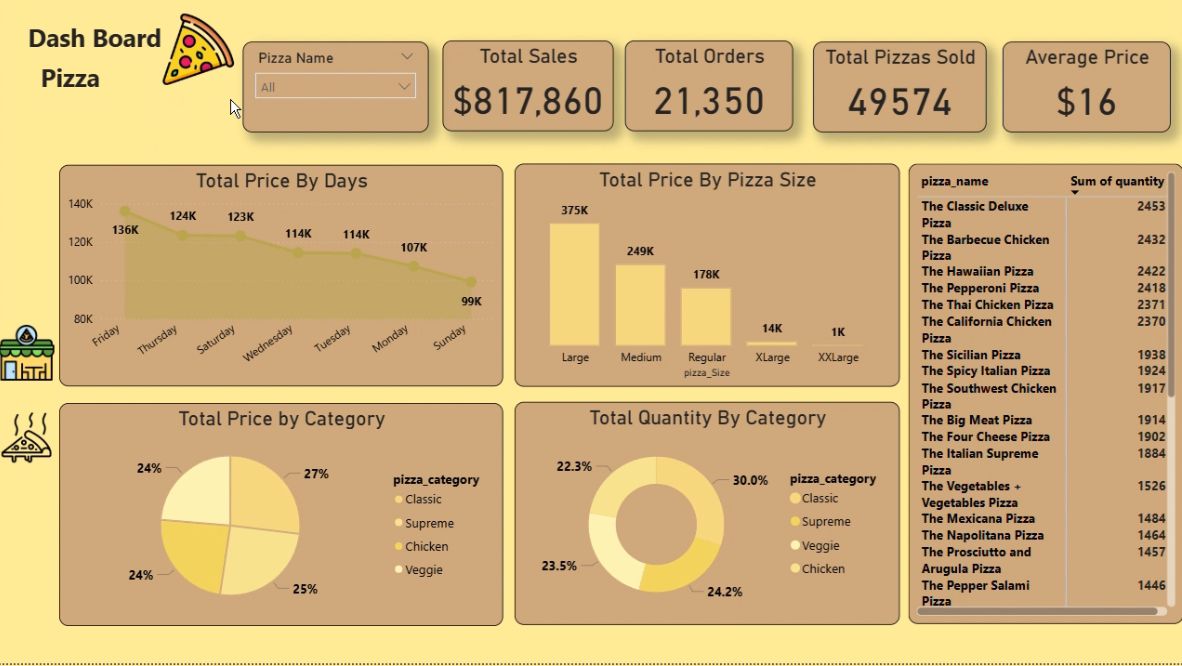 Dash Board
Pizza
Pizza Name
All
Total Sales
$817,860
Total Orders
21,350
Total Pizzas Sold
49574
Average Price
$16
Total Price By Days
140K
120K
100K
80K
136K
124K
123K
114K
114K
107K
99K
Friday
Thursday
Saturday
Wednesday
Tuesday
Monday
Sunday
Total Price By Pizza Size
375K
249K
178K
14K
1K
Large
Medium
Regular
XLarge
XXLarge
pizza_Size
pizza_name Sum of quantity
The Classic Deluxe 2453
Pizza
The Barbecue Chicken 2432
Pizza
The Hawaiian Pizza 2422
The Pepperoni Pizza 2418
The Thai Chicken Pizza 2371
The California Chicken 2370
Pizza
The Sicilian Pizza 1938
The Spicy Italian Pizza 1924
The Southwest Chicken 1917
Pizza
The Big Meat Pizza 1914
The Four Cheese Pizza 1902
The Italian Supreme 1884
Pizza
The Vegetables + 1526
Vegetables Pizza
The Mexicana Pizza 1484
The Napolitana Pizza 1464
The Prosciutto and 1457
Arugula Pizza
The Pepper Salami 1446
Pizza
Total Price by Category
24%
27%
24%
25%
pizza_category
Classic
Supreme
Chicken
Veggie
Total Quantity By Category
22.3%
30.0%
23.5%
24.2%
pizza_category
Classic
Supreme
Veggie
Chicken